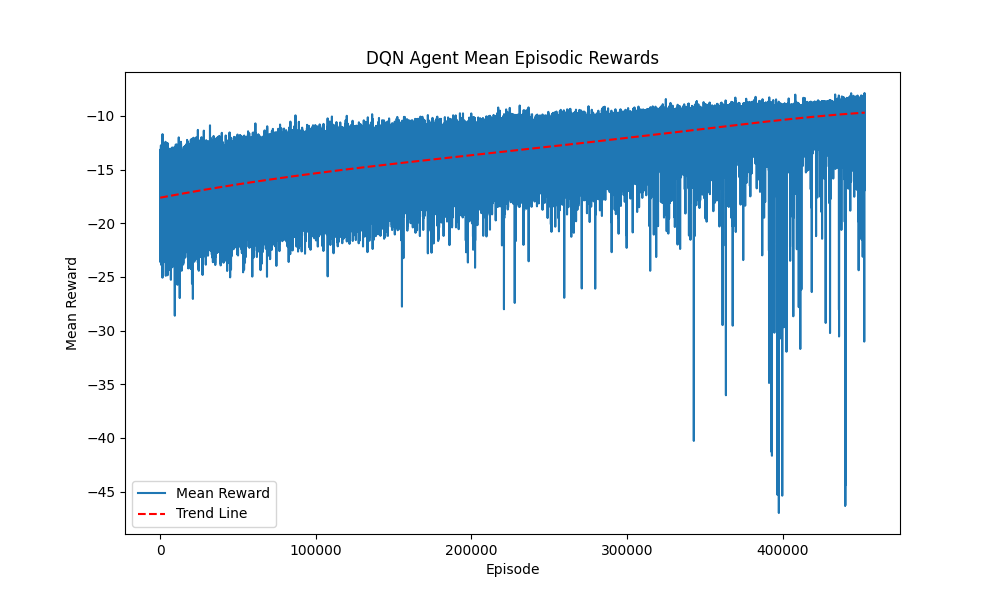 DQN Agent Mean Episodic Rewards
Mean Reward
−10
−15
−20
−25
−30
−35
−40
−45
Mean Reward
Trend Line
0
100000
200000
300000
400000
Episode